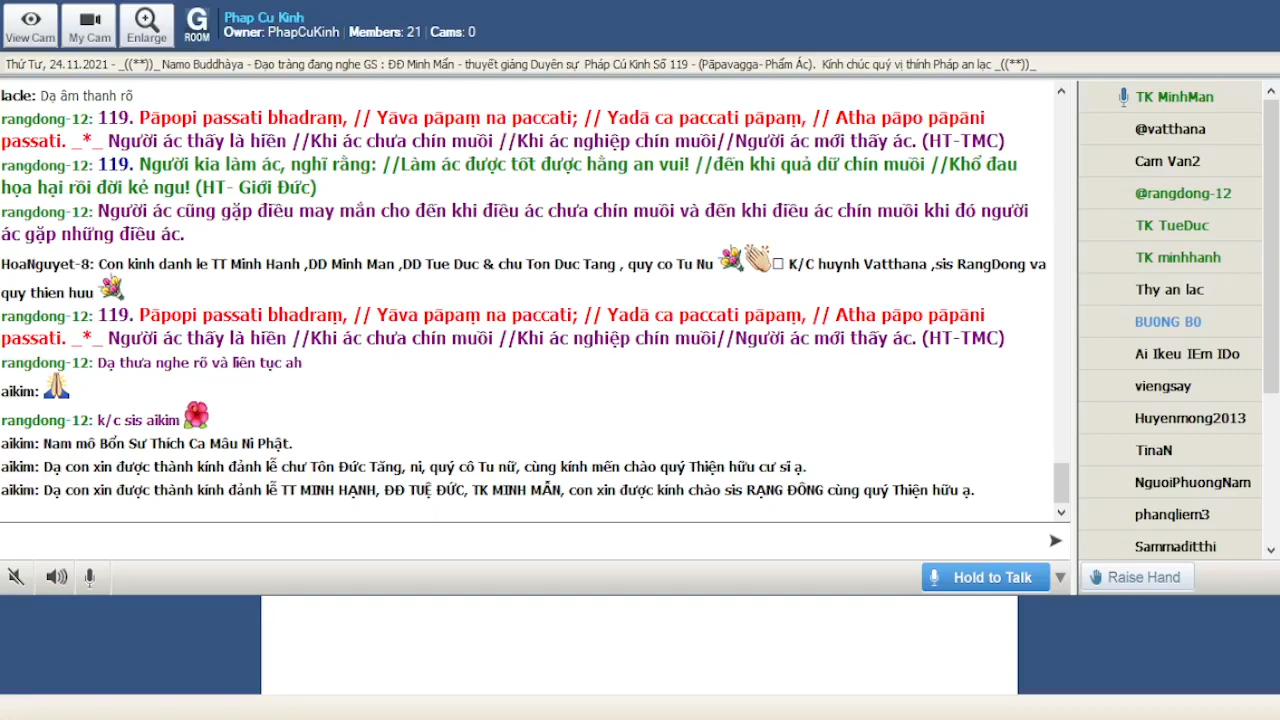 View Cam
My Cam
Enlarge
G
ROOM
Phap Cu Kinh
Owner: PhapCuKinh | Members: 21 | Cams: 0
Thứ Tư, 24.11.2021 - _((**))_ Namo Buddhàya - Đạo tràng đang nghe GS : ĐĐ Minh Mẩn - thuyết giảng Duyên sự Pháp Cú Kinh Số 119 - (Pāpavagga- Phẩm Ác). Kính chúc quý vị thính Pháp an lạc _((**))_
lacle: Dạ âm thanh rõ
rangdong-12: 119. Pāpopi passati bhadraṃ, // Yāva pāpaṃ na paccati; // Yadā ca paccati pāpaṃ, // Atha pāpo pāpāni
passati. _*_ Người ác thấy là hiền //Khi ác chưa chín muồi //Khi ác nghiệp chín muồi//Người ác mới thấy ác. (HT-TMC)
rangdong-12: 119. Người kia làm ác, nghĩ rằng: //Làm ác được tốt được hằng an vui! //đến khi quả dữ chín muồi //Khổ đau
họa hại rồi đời kẻ ngu! (HT- Giới Đức)
rangdong-12: Người ác cũng gặp điều may mắn cho đến khi điều ác chưa chín muồi và đến khi điều ác chín muồi khi đó người
ác gặp những điều ác.
HoaNguyet-8: Con kinh danh le TT Minh Hanh ,DD Minh Man ,DD Tue Duc & chu Ton Duc Tang , quy co Tu Nu K/C huynh Vatthana ,sis RangDong va
quy thien huu
rangdong-12: 119. Pāpopi passati bhadraṃ, // Yāva pāpaṃ na paccati; // Yadā ca paccati pāpaṃ, // Atha pāpo pāpāni
passati. _*_ Người ác thấy là hiền //Khi ác chưa chín muồi //Khi ác nghiệp chín muồi//Người ác mới thấy ác. (HT-TMC)
rangdong-12: Dạ thưa nghe rõ và liên tục ah
aikim:
rangdong-12: k/c sis aikim
aikim: Nam mô Bổn Sư Thích Ca Mâu Ni Phật.
aikim: Dạ con xin được thành kính đảnh lễ chư Tôn Đức Tăng, ni, quý cô Tu nữ, cùng kính mến chào quý Thiện hữu cư sĩ ạ.
aikim: Dạ con xin được thành kính đảnh lễ TT MINH HẠNH, ĐĐ TUỆ ĐỨC, TK MINH MẪN, con xin được kính chào sis RẠNG ĐÔNG cùng quý Thiện hữu ạ.
Hold to Talk
TK MinhMan
@vatthana
Cam Van2
@rangdong-12
TK TueDuc
TK minhhanh
Thy an lac
BU0NG B0
Ai Ikeu IEm IDo
viengsay
Huyenmong2013
TinaN
NguoiPhuongNam
phanqliem3
Sammaditthi
Raise Hand